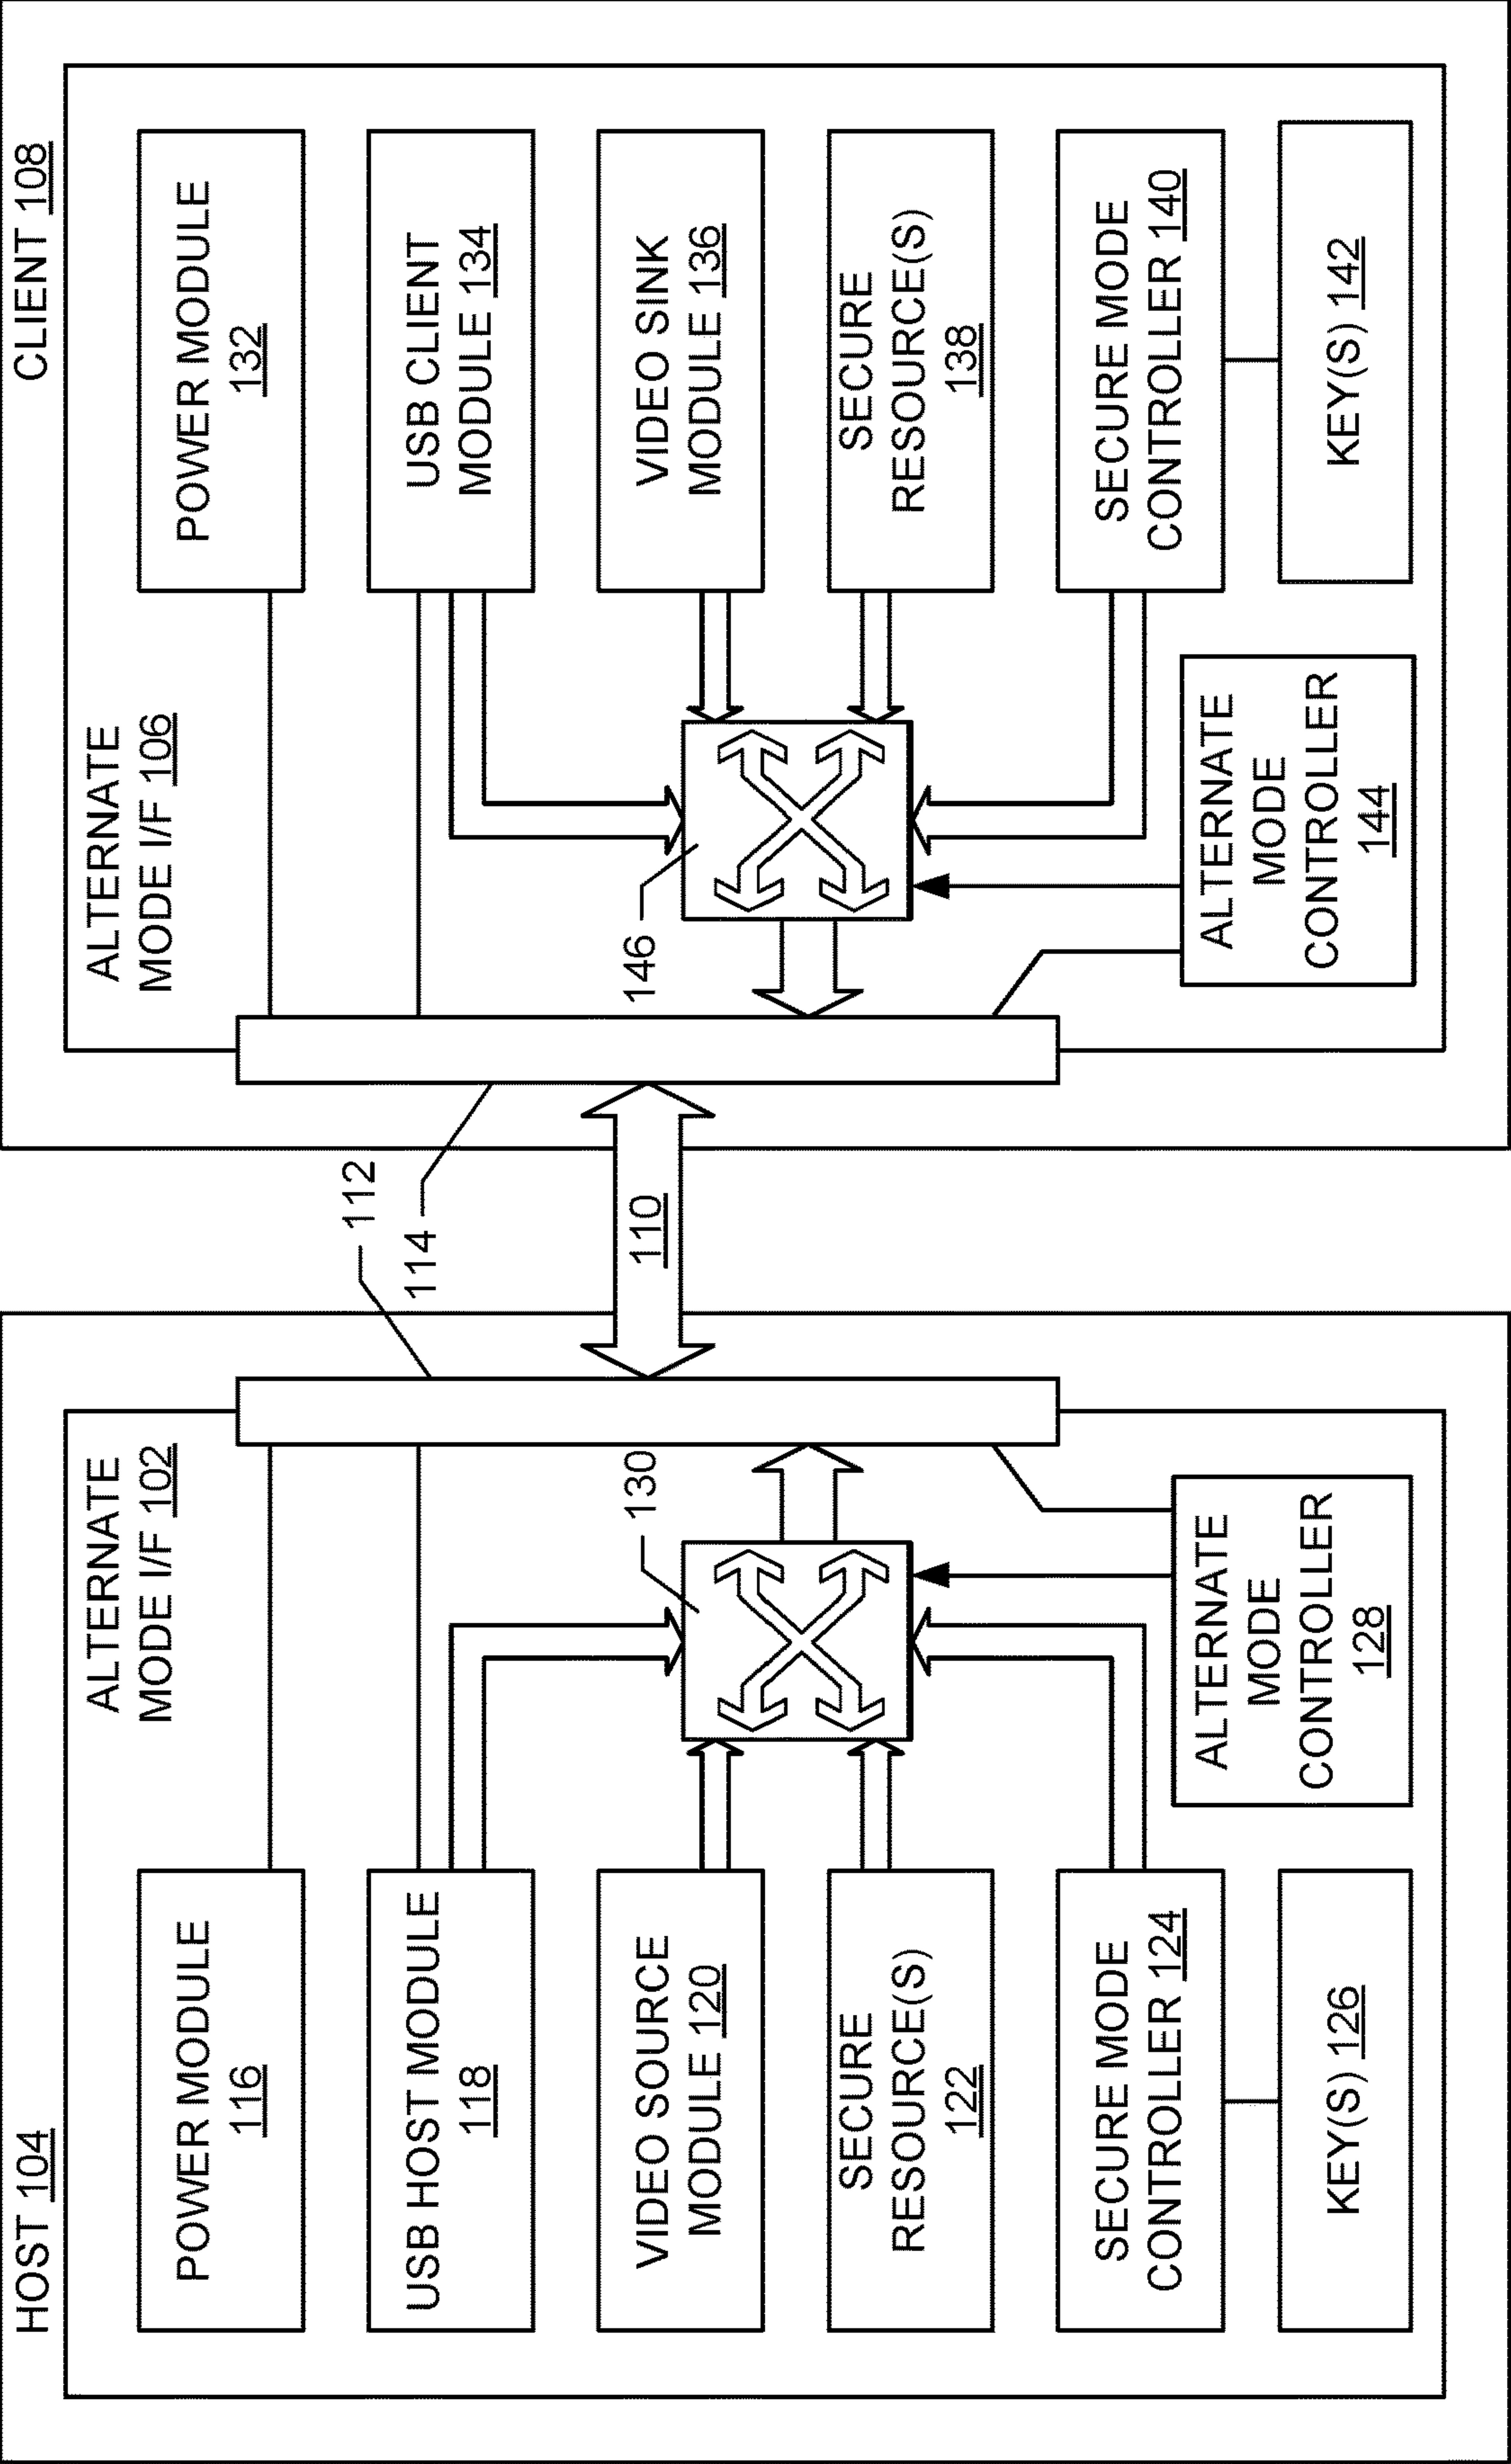 HOST 104
ALTERNATE
MODE I/F 102
POWER MODULE
116
USB HOST MODULE
118
VIDEO SOURCE
MODULE 120
SECURE
RESOURCE(S)
122
SECURE MODE
CONTROLLER 124
KEY(S) 126
130
ALTERNATE
MODE
CONTROLLER
128
112
114
110
CLIENT 108
ALTERNATE
MODE I/F 106
POWER MODULE
132
USB CLIENT
MODULE 134
VIDEO SINK
MODULE 136
SECURE
RESOURCE(S)
138
SECURE MODE
CONTROLLER 140
KEY(S) 142
146
ALTERNATE
MODE
CONTROLLER
144